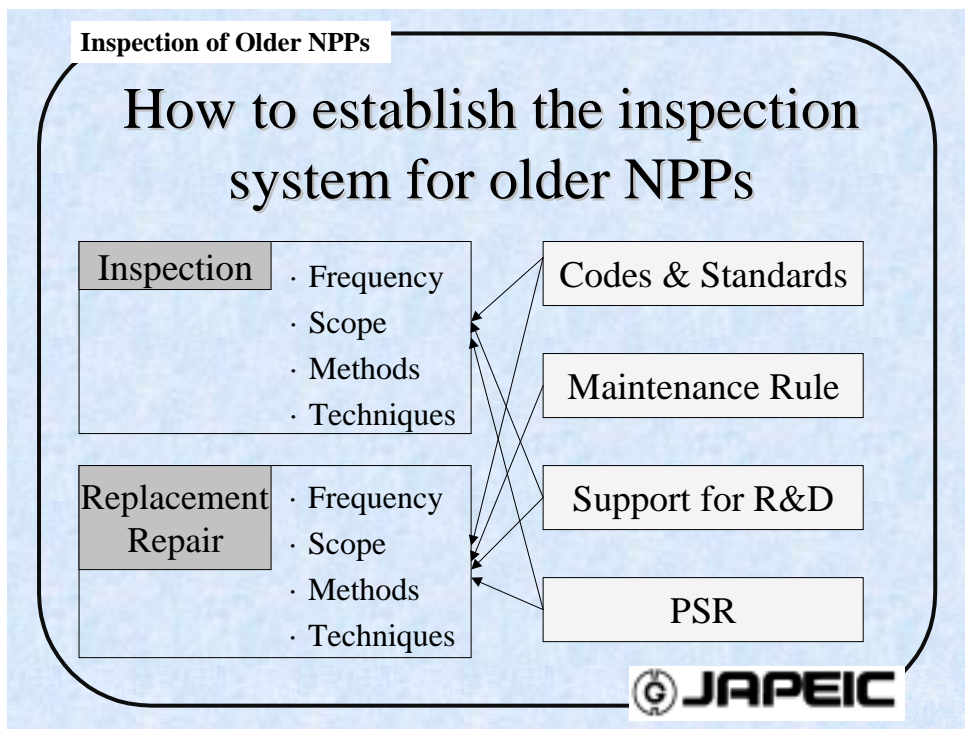 Inspection of Older NPPs
How to establish the inspection
system for older NPPs
Inspection
· Frequency
· Scope
· Methods
· Techniques
Replacement
Repair
· Frequency
· Scope
· Methods
· Techniques
Codes & Standards
Maintenance Rule
Support for R&D
PSR
G JAPEIC